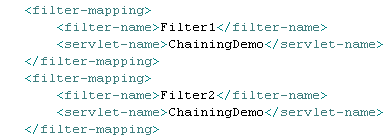 <filter-mapping>
<filter-name>Filter1</filter-name>
<servlet-name>ChainingDemo</servlet-name>
</filter-mapping>
<filter-mapping>
<filter-name>Filter2</filter-name>
<servlet-name>ChainingDemo</servlet-name>
</filter-mapping>